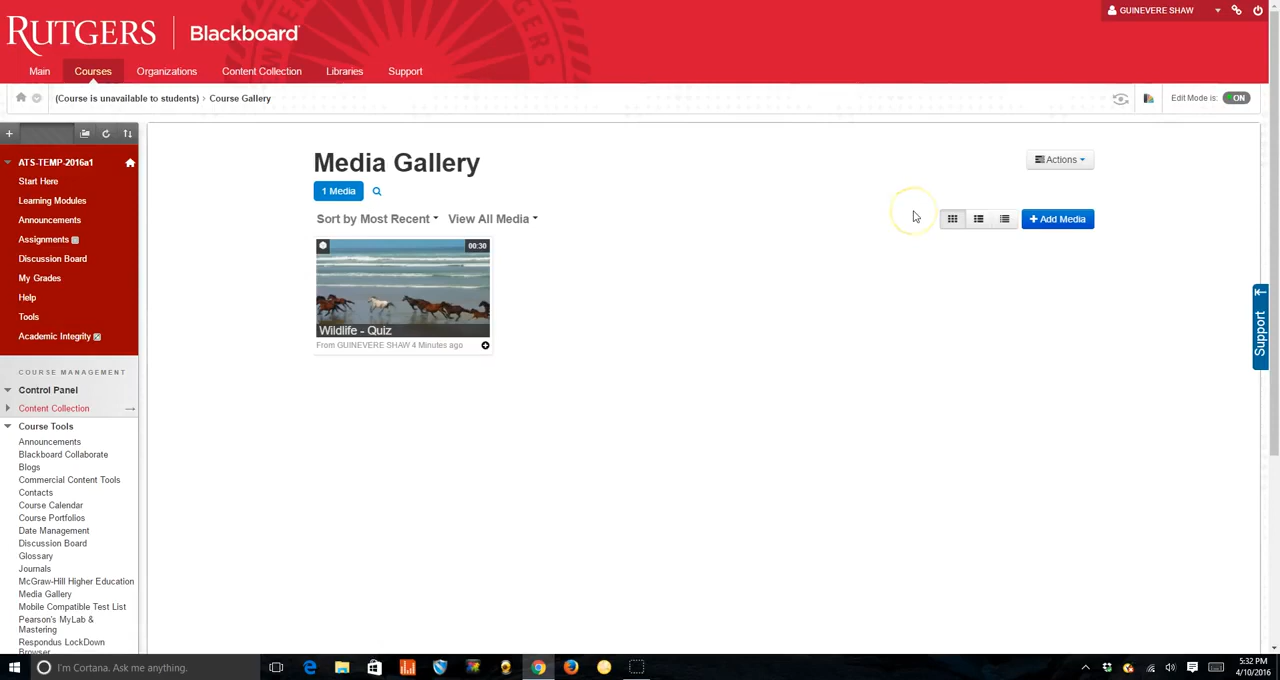 GUINEVERE SHAW
RUTGERS Blackboard
Main Courses Organizations Content Collection Libraries Support
(Course is unavailable to students) > Course Gallery
Edit Mode is: ON
ATS-TEMP-2016a1
Start Here
Learning Modules
Announcements
Assignments
Discussion Board
My Grades
Help
Tools
Academic Integrity
COURSE MANAGEMENT
Control Panel
Content Collection
Course Tools
Announcements
Blackboard Collaborate
Blogs
Commercial Content Tools
Contacts
Course Calendar
Course Portfolios
Date Management
Discussion Board
Glossary
Journals
McGraw-Hill Higher Education
Media Gallery
Mobile Compatible Test List
Pearson's MyLab &
Mastering
Respondus LockDown
Browser
Media Gallery
Actions
1 Media
Sort by Most Recent View All Media
+ Add Media
00:30
Wildlife - Quiz
From GUINEVERE SHAW 4 Minutes ago
Support
I'm Cortana. Ask me anything.
5:32 PM
4/10/2016